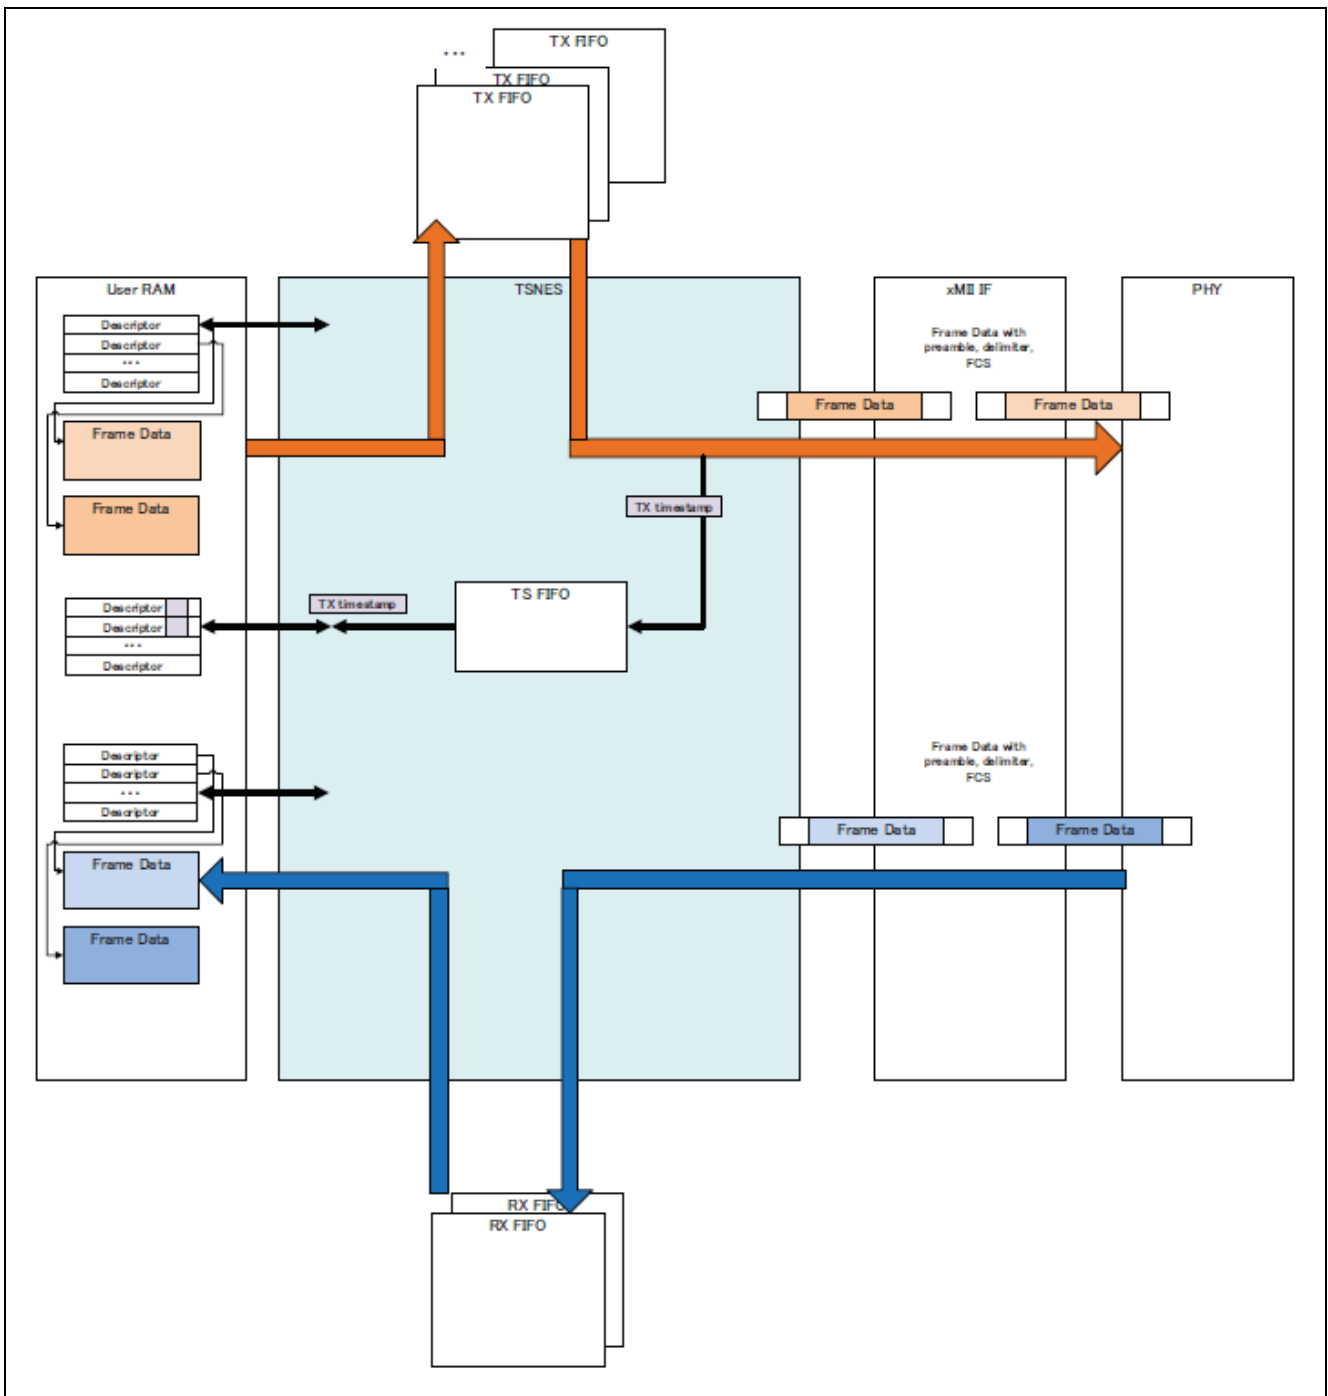 TX FIFO
...
TX FIFO
TX FIFO
User RAM
TSNES
xMII IF
PHY
Descriptor
Descriptor
...
Descriptor
Frame Data with
preamble, delimiter,
FCS
Frame Data
Frame Data
Frame Data
Frame Data
TX timestamp
TS FIFO
TX timestamp
Descriptor
Descriptor
...
Descriptor
Descriptor
Descriptor
...
Descriptor
Frame Data with
preamble, delimiter,
FCS
Frame Data
Frame Data
Frame Data
Frame Data
RX FIFO
RX FIFO